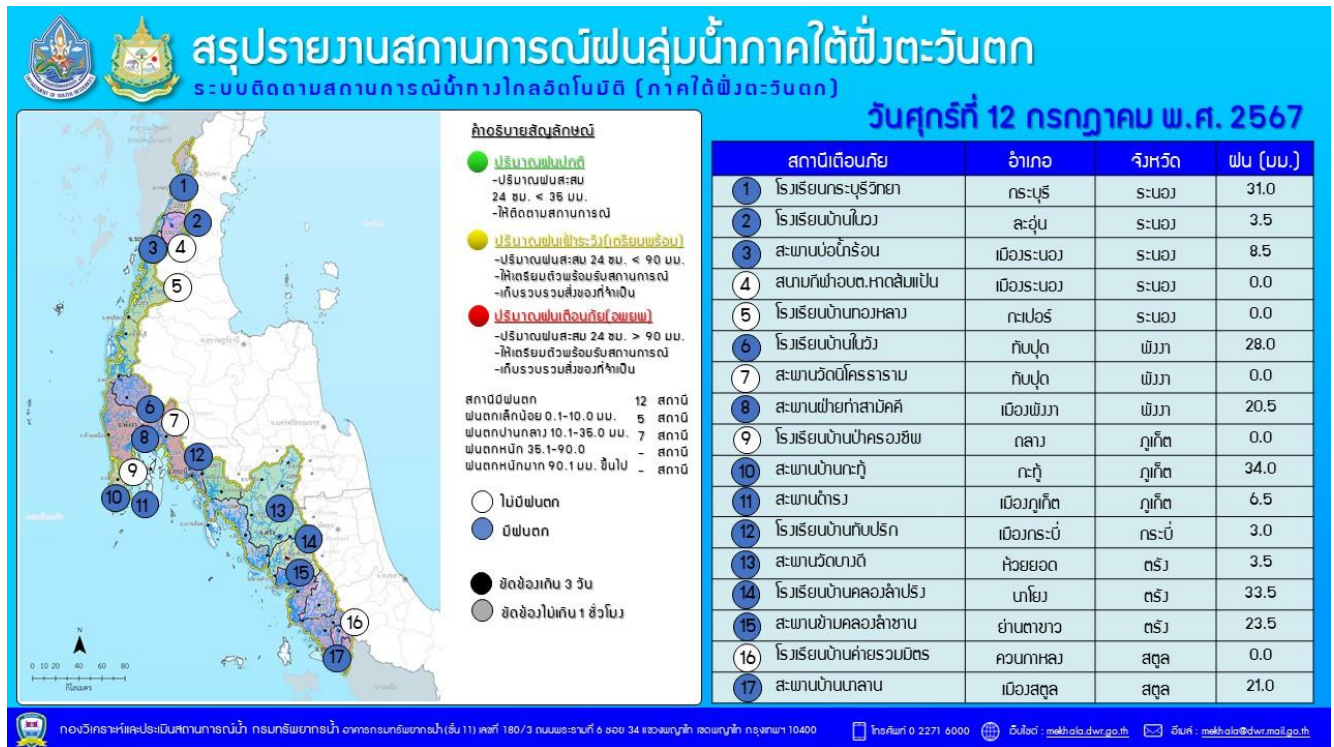 สรุปรายงานสถานการณ์ฝนลุ่มน้ำภาคใต้ฝั่งตะวันตก
ระบบติดตามสถานการณ์น้ำทางไกลอัตโนมัติ (ภาคใต้ฝั่งตะวันตก)
วันศุกร์ที่ 12 กรกฎาคม พ.ศ. 2567
คำอธิบายสัญลักษณ์
ปริมาณฝนปกติ
-ปริมาณฝนสะสม
24 ชม. < 35 มม.
-ให้ติดตามสถานการณ์
ปริมาณฝนเฝ้าระวัง(เตรียมพร้อม)
-ปริมาณฝนสะสม 24 ชม. < 90 มม.
-ให้เตรียมตัวพร้อมรับสถานการณ์
-เก็บรวบรวมสิ่งของที่จำเป็น
ปริมาณฝนเตือนภัย(อพยพ)
-ปริมาณฝนสะสม 24 ชม. > 90 มม.
-ให้เตรียมตัวพร้อมรับสถานการณ์
-เก็บรวบรวมสิ่งของที่จำเป็น
สถานีมีฝนตก 12 สถานี
ฝนตกเล็กน้อย 0.1-10.0 มม. 5 สถานี
ฝนตกปานกลาง 10.1-35.0 มม. 7 สถานี
ฝนตกหนัก 35.1-90.0 - สถานี
ฝนตกหนักมาก 90.1 มม. ขึ้นไป - สถานี
ไม่มีฝนตก
มีฝนตก
ขัดข้องเกิน 3 วัน
ขัดข้องไม่เกิน 1 ชั่วโมง
1
2
3 4
5
6
7
8
9
12
10 11
13
14
15
16
17
N
0 10 20 40 60 80
กิโลเมตร
สถานีเตือนภัย อำเภอ จังหวัด ฝน (มม.)
1 โรงเรียนกระบุรีวิทยา กระบุรี ระนอง 31.0
2 โรงเรียนบ้านในวง ละอุ่น ระนอง 3.5
3 สะพานบ่อน้ำร้อน เมืองระนอง ระนอง 8.5
4 สนามกีฬาอบต.หาดส้มแป้น เมืองระนอง ระนอง 0.0
5 โรงเรียนบ้านทองหลาง กะเปอร์ ระนอง 0.0
6 โรงเรียนบ้านในวัง ทับปุด พังงา 28.0
7 สะพานวัดนิโครธาราม ทับปุด พังงา 0.0
8 สะพานฝ่ายท่าสามัคคี เมืองพังงา พังงา 20.5
9 โรงเรียนบ้านป่าครองชีพ ถลาง ภูเก็ต 0.0
10 สะพานบ้านกะทู้ กะทู้ ภูเก็ต 34.0
11 สะพานดำรง เมืองภูเก็ต ภูเก็ต 6.5
12 โรงเรียนบ้านทับปริก เมืองกระบี่ กระบี่ 3.0
13 สะพานวัดบางดี ห้วยยอด ตรัง 3.5
14 โรงเรียนบ้านคลองลำปริง นาโยง ตรัง 33.5
15 สะพานข้ามคลองลำชาน ย่านตาขาว ตรัง 23.5
16 โรงเรียนบ้านค่ายรวมมิตร ควนกาหลง สตูล 0.0
17 สะพานบ้านนาลาน เมืองสตูล สตูล 21.0
กองวิเคราะห์และประเมินสถานการณ์น้ำ กรมทรัพยากรน้ำ อาคารกรมทรัพยากรน้ำ (ชั้น 11) เลขที่ 180/3 ถนนพระรามที่ 6 ซอย 34 แขวงพญาไท เขตพญาไท กรุงเทพฯ 10400 โทรศัพท์ 0 2271 6000 เว็บไซต์ : mekhala.dwr.go.th อีเมล์ : mekhala@dwr.mail.go.th